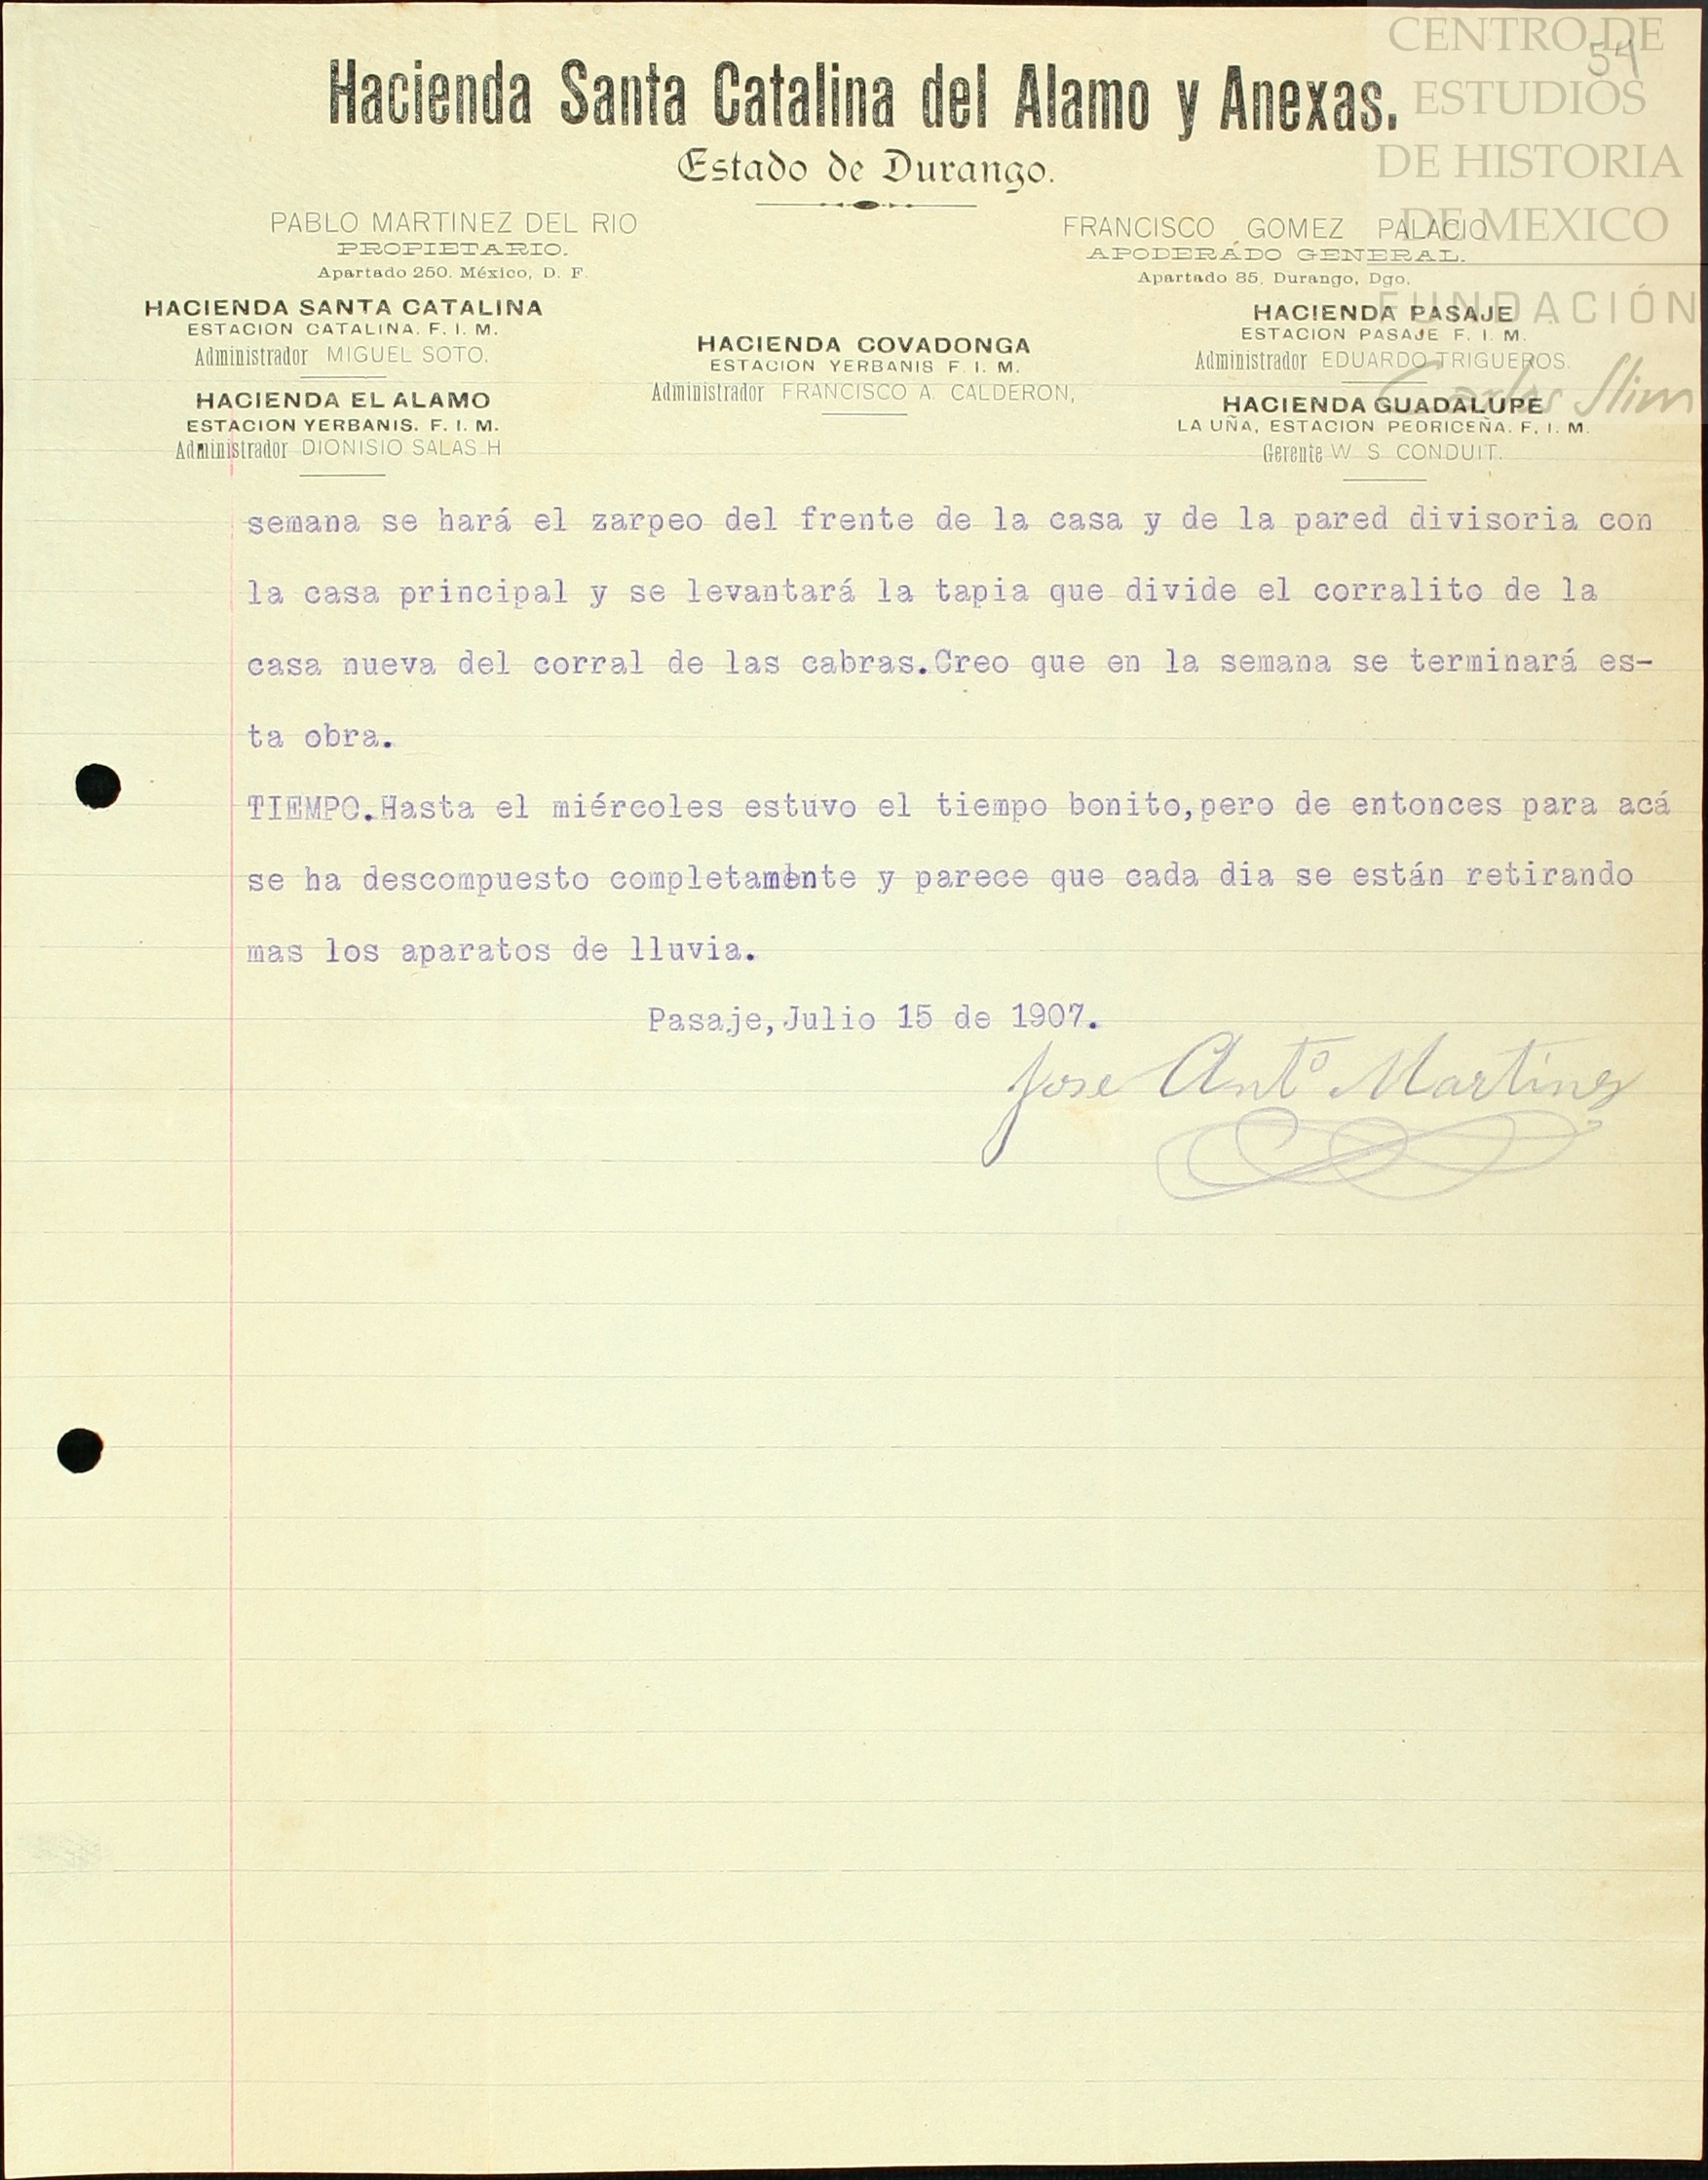 CENTRO DE
ESTUDIOS
DE HISTORIA
DE MEXICO
FUNDACIÓN
Carlos Slim
54
Hacienda Santa Catalina del Alamo y Anexas.
Estado de Durango.
PABLO MARTINEZ DEL RIO
PROPIETARIO.
Apartado 250. México, D. F.
FRANCISCO GOMEZ PALACIO
APODERADO GENERAL.
Apartado 85, Durango, Dgo.
HACIENDA SANTA CATALINA
ESTACION CATALINA. F. I. M.
Administrador MIGUEL SOTO.
HACIENDA EL ALAMO
ESTACION YERBANIS. F. I. M.
Administrador DIONISIO SALAS H
HACIENDA COVADONGA
ESTACION YERBANIS F. I. M.
Administrador FRANCISCO A. CALDERON,
HACIENDA PASAJE
ESTACION PASAJE F. I. M.
Administrador EDUARDO TRIGUEROS.
HACIENDA GUADALUPE
LA UÑA, ESTACION PEDRICEÑA. F. I. M.
Gerente W S CONDUIT.
semana se hará el zarpeo del frente de la casa y de la pared divisoria con
la casa principal y se levantará la tapia que divide el corralito de la
casa nueva del corral de las cabras.Creo que en la semana se terminará es-
ta obra.
TIEMPO.Hasta el miércoles estuvo el tiempo bonito,pero de entonces para acá
se ha descompuesto completamente y parece que cada dia se están retirando
mas los aparatos de lluvia.
Pasaje,Julio 15 de 1907.
Jose Antº Martinez